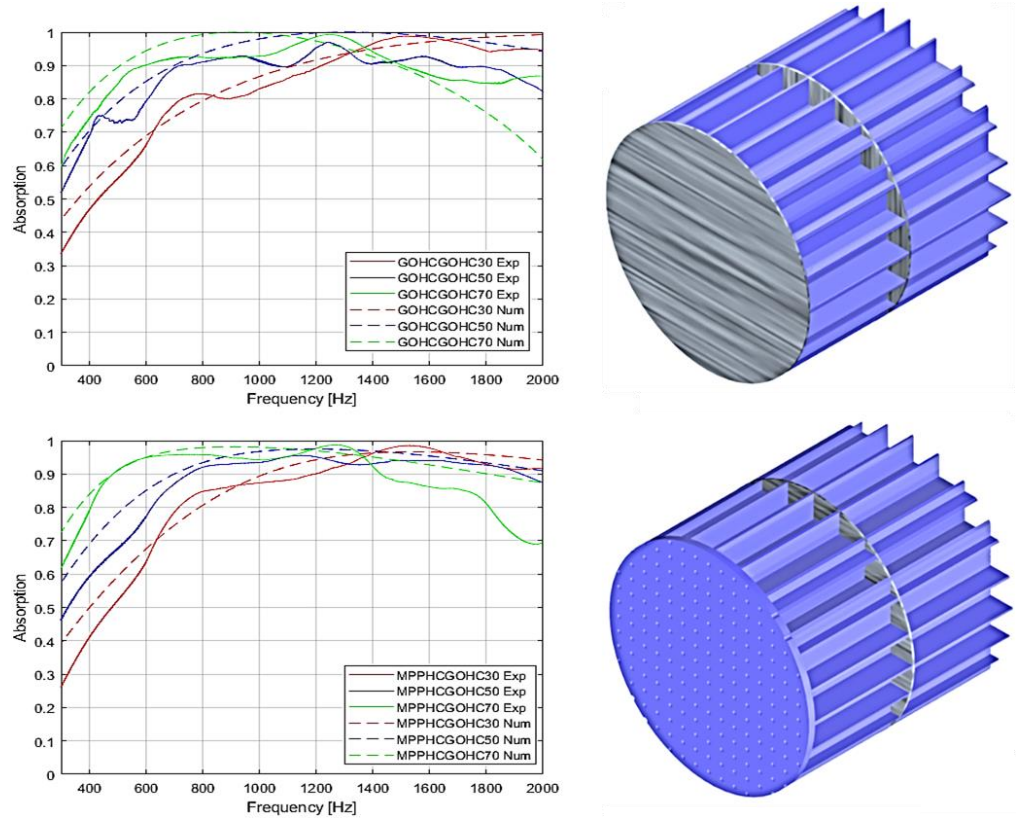 1
0.9
0.8
0.7
0.6
0.5
0.4
0.3
0.2
0.1
0
Absorption
GOHCGOHC30 Exp
GOHCGOHC50 Exp
GOHCGOHC70 Exp
GOHCGOHC30 Num
GOHCGOHC50 Num
GOHCGOHC70 Num
400 600 800 1000 1200 1400 1600 1800 2000
Frequency [Hz]
1
0.9
0.8
0.7
0.6
0.5
0.4
0.3
0.2
0.1
0
Absorption
MPPHCGOHC30 Exp
MPPHCGOHC50 Exp
MPPHCGOHC70 Exp
MPPHCGOHC30 Num
MPPHCGOHC50 Num
MPPHCGOHC70 Num
400 600 800 1000 1200 1400 1600 1800 2000
Frequency [Hz]